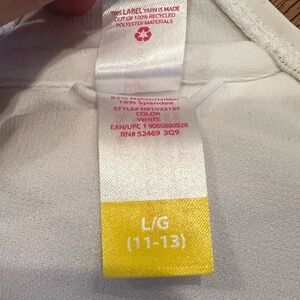 THIS LABEL YARN IS MADE
OUT OF 100% RECYCLED
POLYESTER MATERIALS
18% Spandex
COLOR
WHITE
RN# 52469 3Q9
L/G
(11-13)